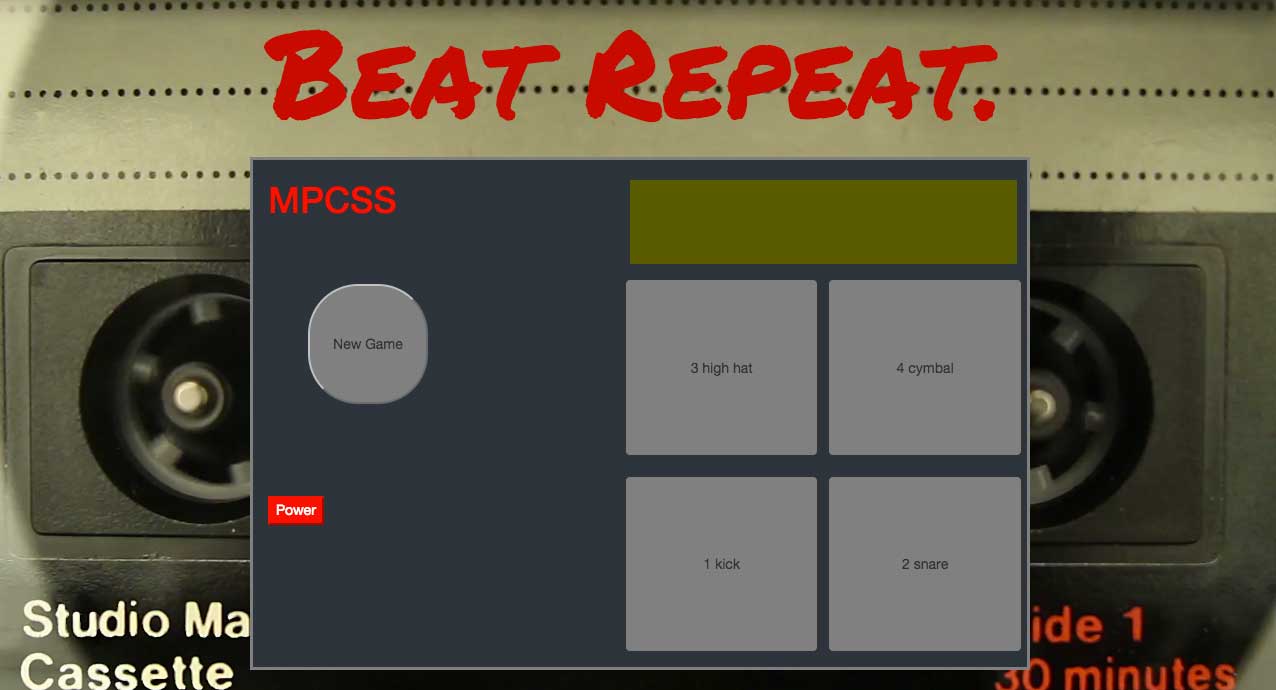 Beat Repeat.
MPCSS
New Game
3 high hat
4 cymbal
Power
1 kick
2 snare
Studio Ma
Cassette
ide 1
30 minutes